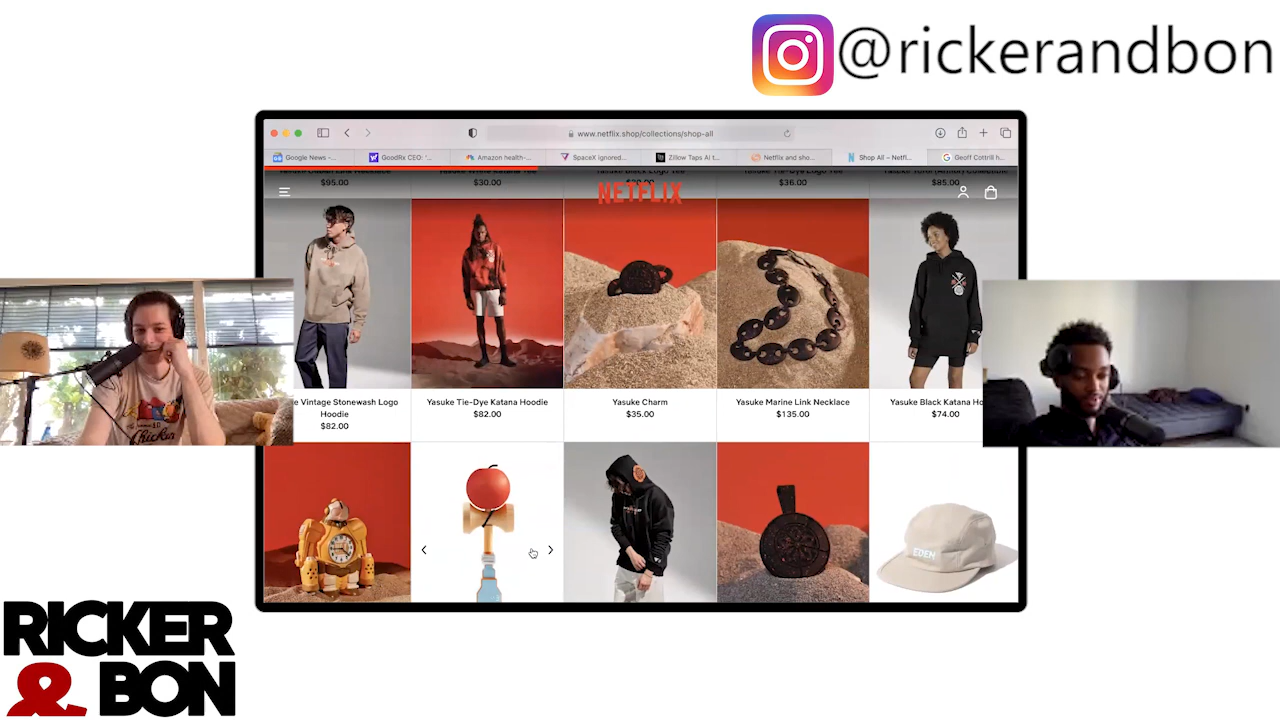 @rickerandbon
www.netflix.shop/collections/shop-all
Google News -...
GoodRx CEO: '...
Amazon health-...
SpaceX ignored...
Zillow Taps AI t...
Netflix and sho...
Shop All – Netfl...
Geoff Cottrill h...
$95.00
$30.00
$36.00
$85.00
NETFLIX
e Vintage Stonewash Logo
Hoodie
$82.00
Yasuke Tie-Dye Katana Hoodie
$82.00
Yasuke Charm
$35.00
Yasuke Marine Link Necklace
$135.00
Yasuke Black Katana Ho
$74.00
EDEN
Chicken
RICKER
& BON